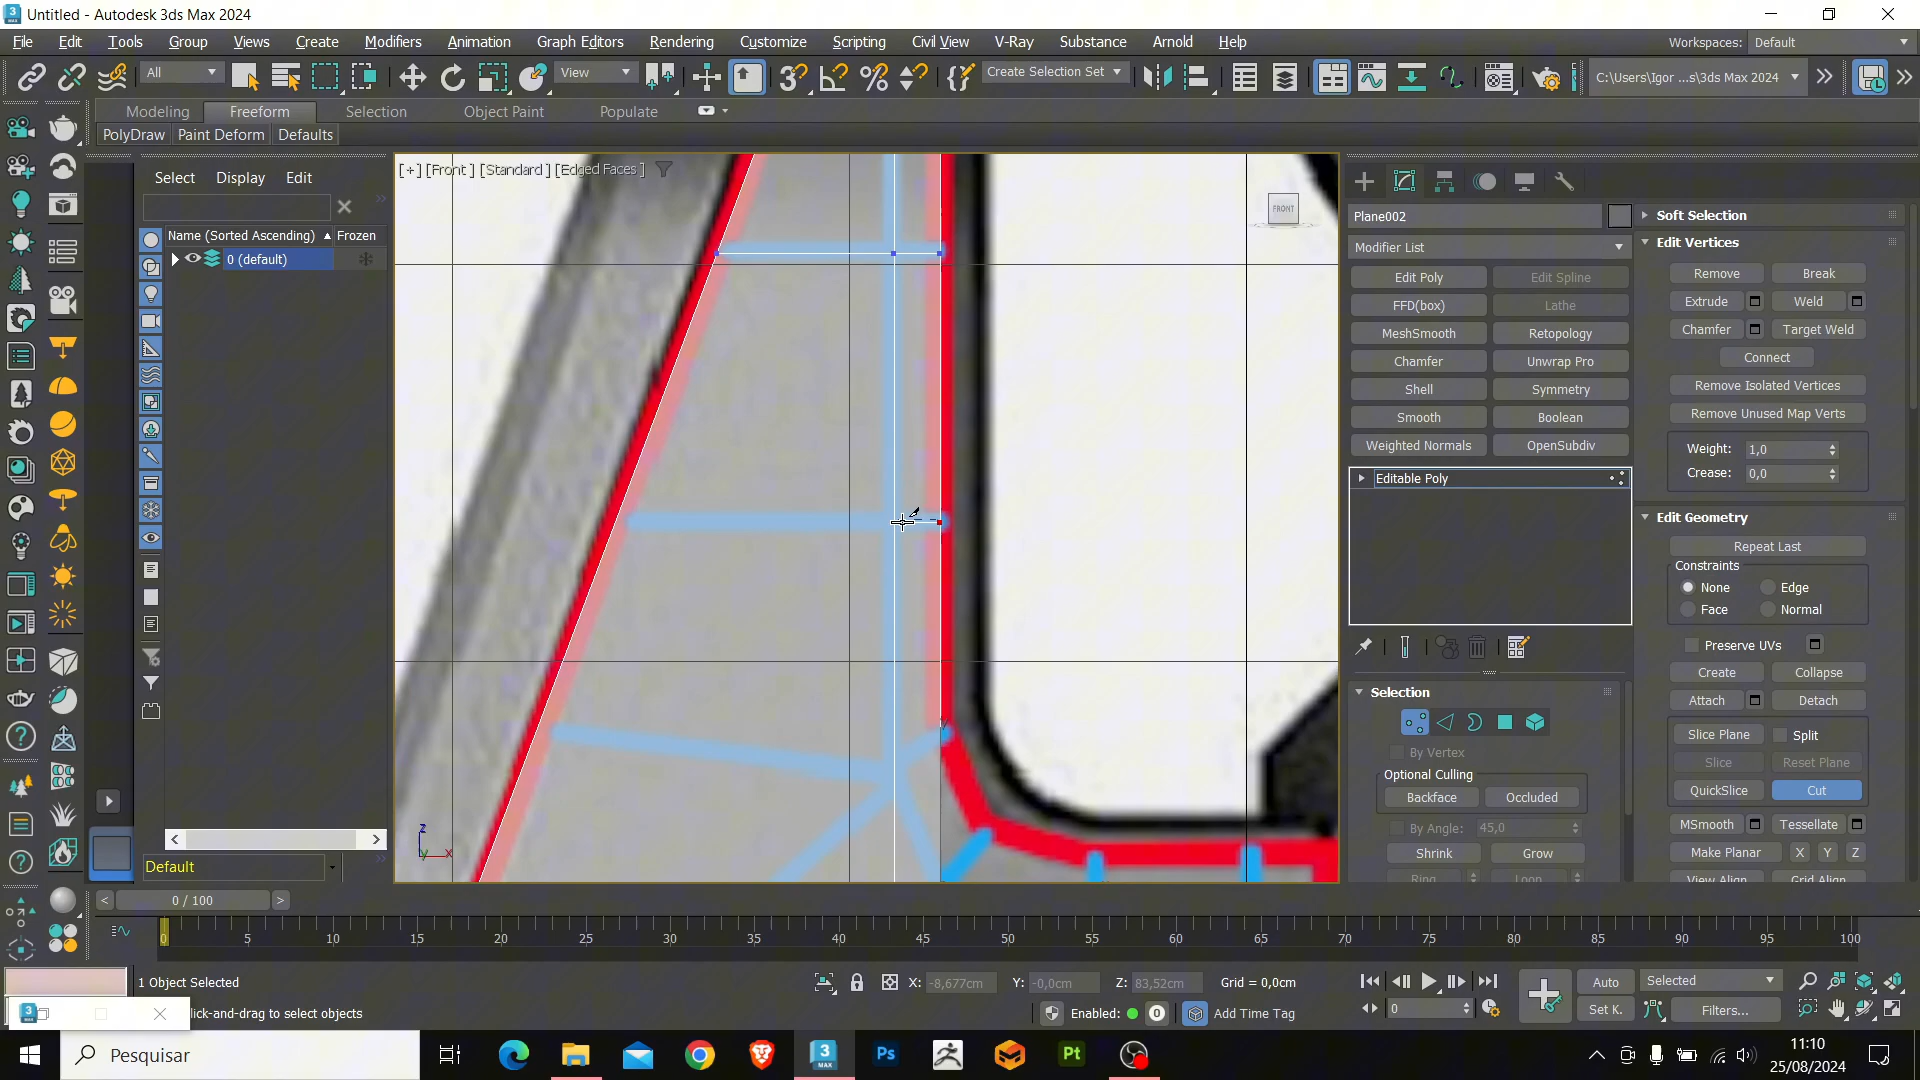 Untitled - Autodesk 3ds Max 2024
File Edit Tools Group Views Create Modifiers Animation Graph Editors Rendering Customize Scripting Civil View V-Ray Substance Arnold Help
Workspaces: Default
All View Create Selection Set C:\Users\Igor ...s\3ds Max 2024
Modeling Freeform Selection Object Paint Populate
PolyDraw Paint Deform Defaults
Select Display Edit
Name (Sorted Ascending) Frozen
0 (default)
[+] [Front ] [Standard ] [Edged Faces ]
FRONT
z
x
Plane002
Modifier List
Edit Poly Edit Spline
FFD(box) Lathe
MeshSmooth Retopology
Chamfer Unwrap Pro
Shell Symmetry
Smooth Boolean
Weighted Normals OpenSubdiv
Editable Poly
Selection
By Vertex
Optional Culling
Backface Occluded
By Angle: 45,0
Shrink Grow
Ring Loop
Soft Selection
Edit Vertices
Remove Break
Extrude Weld
Chamfer Target Weld
Connect
Remove Isolated Vertices
Remove Unused Map Verts
Weight: 1,0
Crease: 0,0
Edit Geometry
Repeat Last
Constraints
None Edge
Face Normal
Preserve UVs
Create Collapse
Attach Detach
Slice Plane Split
Slice Reset Plane
QuickSlice Cut
MSmooth Tessellate
Make Planar X Y Z
View Align Grid Align
Default
0 / 100
0 5 10 15 20 25 30 35 40 45 50 55 60 65 70 75 80 85 90 95 100
1 Object Selected
X: -8,677cm Y: -0,0cm Z: 83,52cm Grid = 0,0cm
Auto Selected
lick-and-drag to select objects
Enabled: 0 Add Time Tag
0
Set K. Filters...
Pesquisar
11:10
25/08/2024